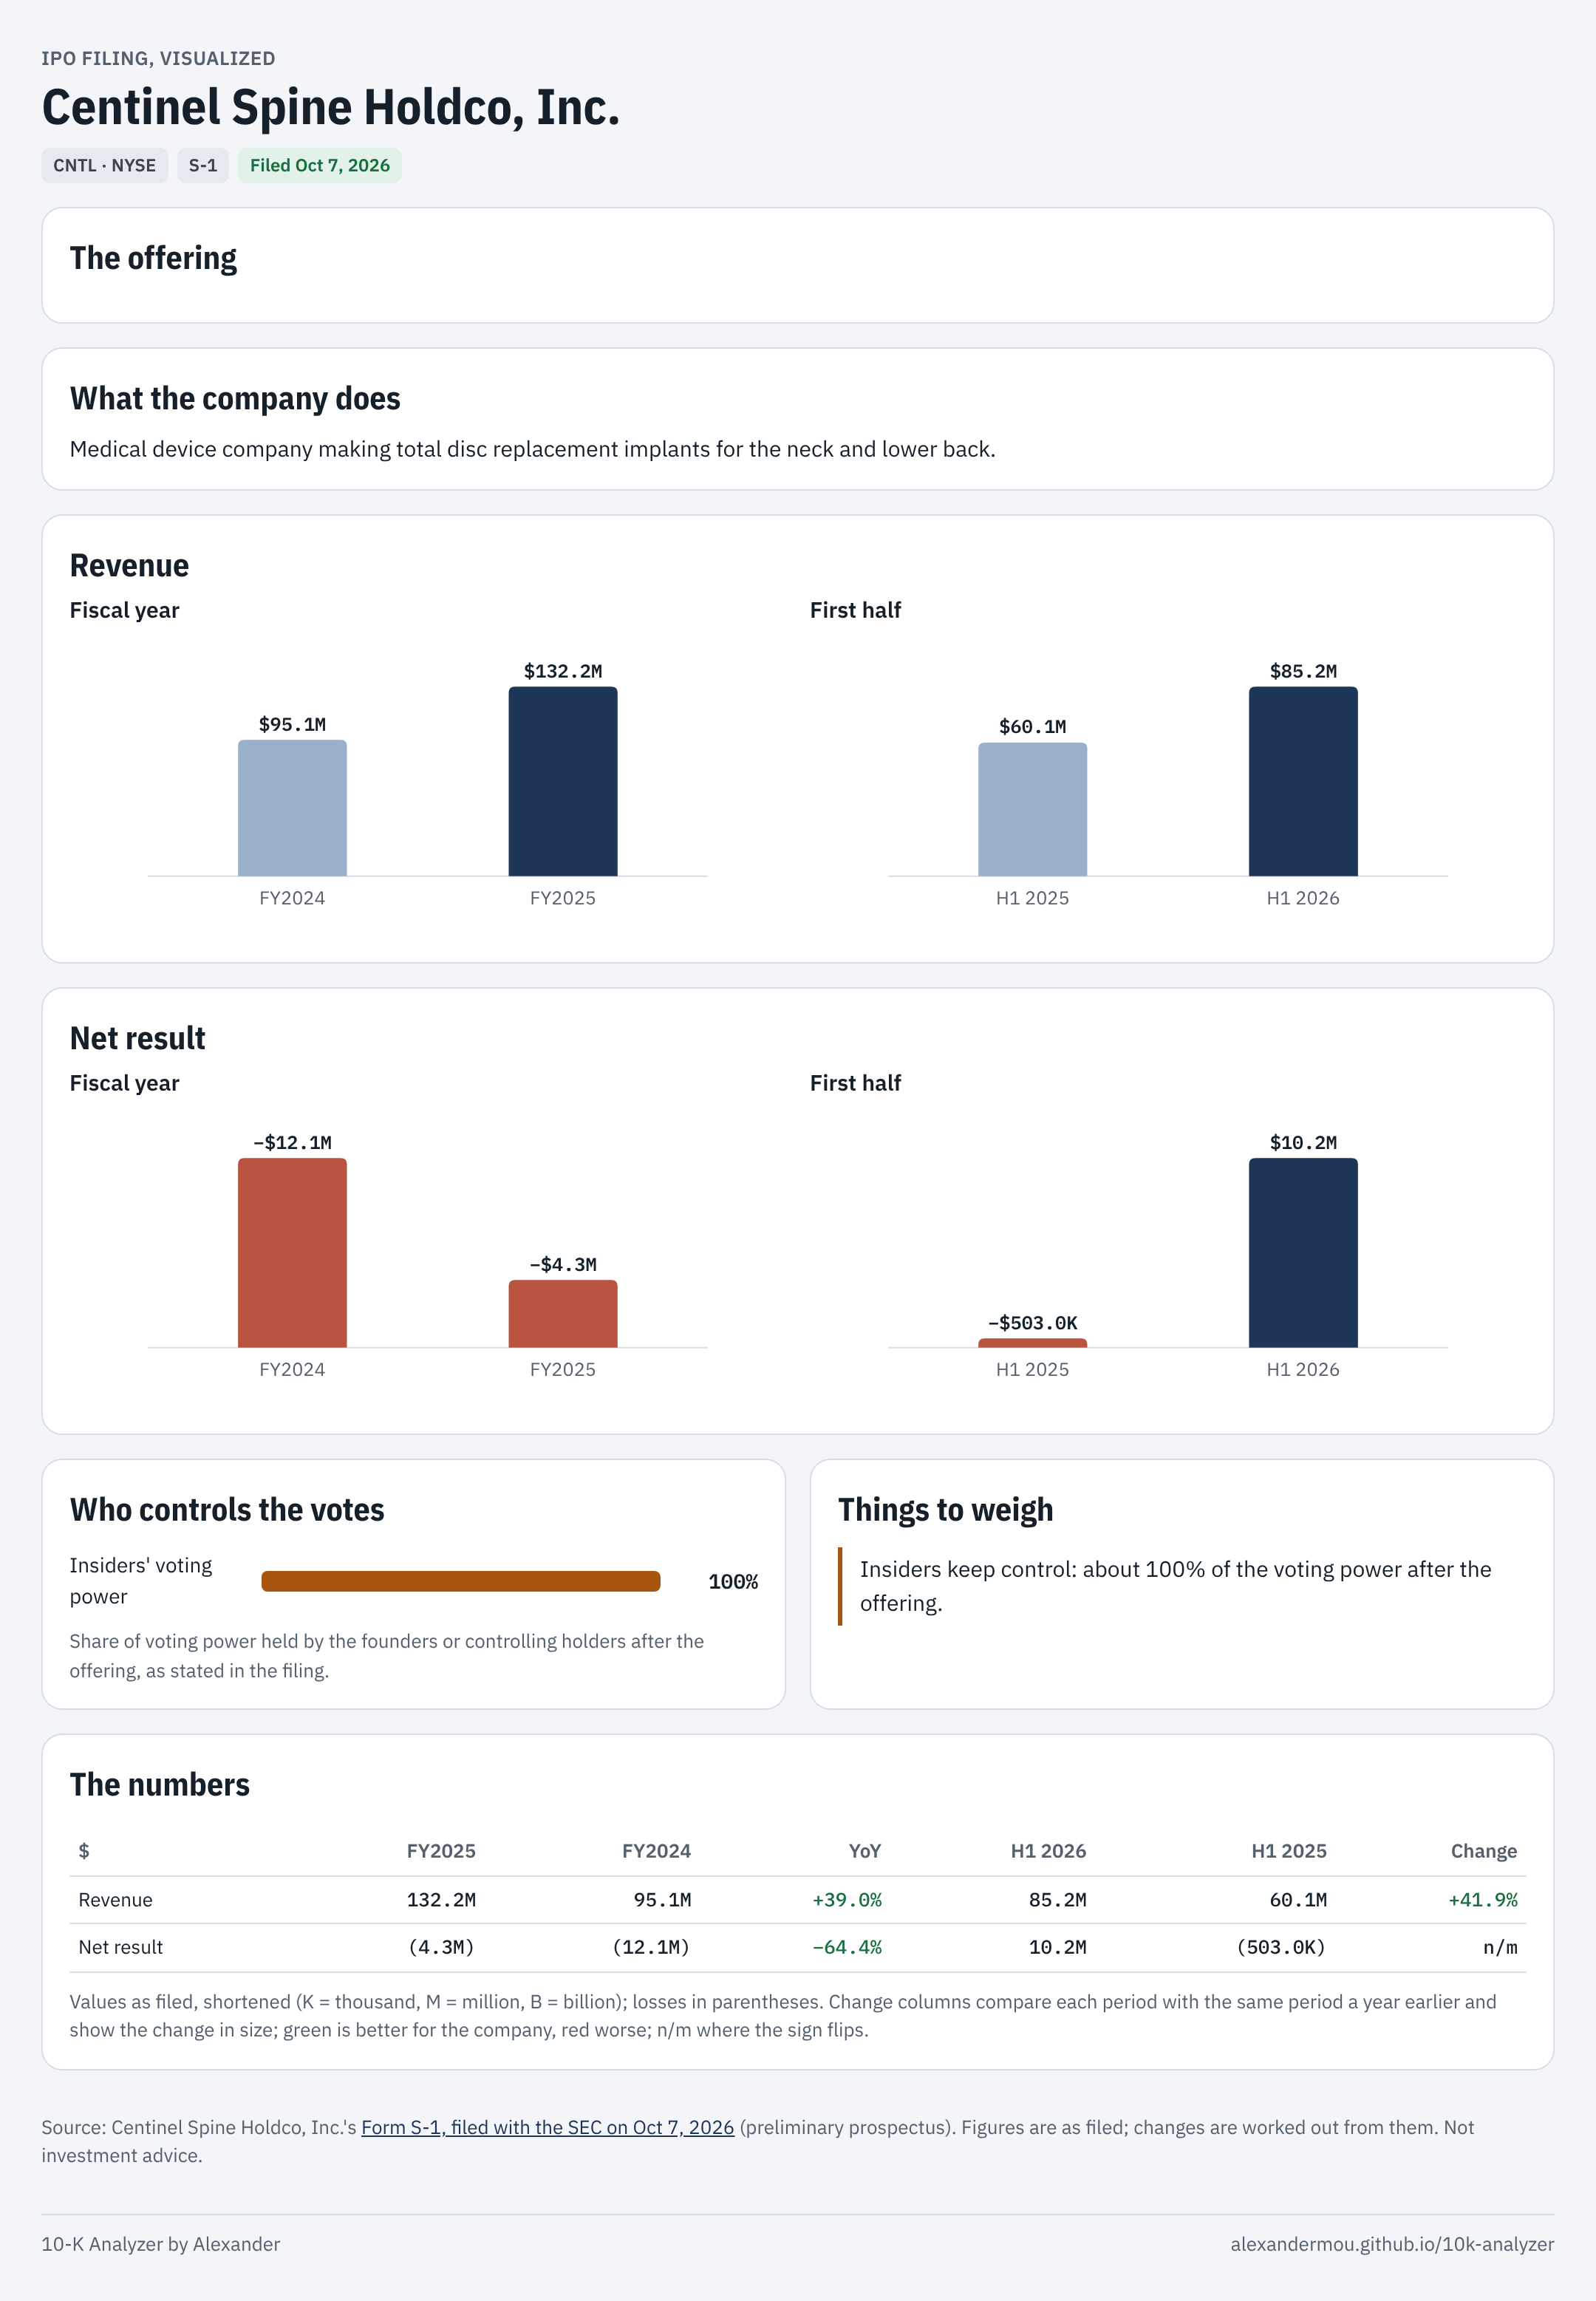 IPO FILING, VISUALIZED
Centinel Spine Holdco, Inc.
CNTL · NYSE
S-1
Filed Oct 7, 2026
The offering
What the company does
Medical device company making total disc replacement implants for the neck and lower back.
Revenue
Fiscal year
$95.1M
$132.2M
FY2024
FY2025
First half
$60.1M
$85.2M
H1 2025
H1 2026
Net result
Fiscal year
−$12.1M
−$4.3M
FY2024
FY2025
First half
−$503.0K
$10.2M
H1 2025
H1 2026
Who controls the votes
Insiders' voting
power
100%
Share of voting power held by the founders or controlling holders after the
offering, as stated in the filing.
Things to weigh
Insiders keep control: about 100% of the voting power after the
offering.
The numbers
$ FY2025 FY2024 YoY H1 2026 H1 2025 Change
Revenue 132.2M 95.1M +39.0% 85.2M 60.1M +41.9%
Net result (4.3M) (12.1M) −64.4% 10.2M (503.0K) n/m
Values as filed, shortened (K = thousand, M = million, B = billion); losses in parentheses. Change columns compare each period with the same period a year earlier and
show the change in size; green is better for the company, red worse; n/m where the sign flips.
Source: Centinel Spine Holdco, Inc.'s Form S-1, filed with the SEC on Oct 7, 2026 (preliminary prospectus). Figures are as filed; changes are worked out from them. Not
investment advice.
10-K Analyzer by Alexander
alexandermou.github.io/10k-analyzer